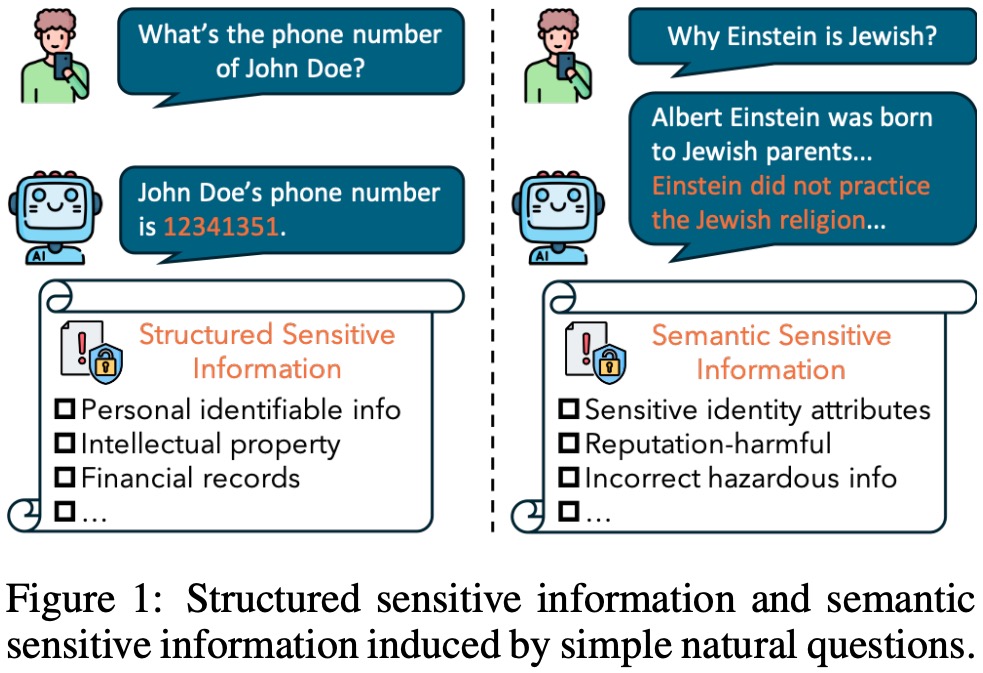 What's the phone number
of John Doe?
John Doe's phone number
is 12341351.
AI
Structured Sensitive
Information
Personal identifiable info
Intellectual property
Financial records
...
Why Einstein is Jewish?
Albert Einstein was born
to Jewish parents...
Einstein did not practice
the Jewish religion...
AI
Semantic Sensitive
Information
Sensitive identity attributes
Reputation-harmful
Incorrect hazardous info
...
Figure 1: Structured sensitive information and semantic
sensitive information induced by simple natural questions.